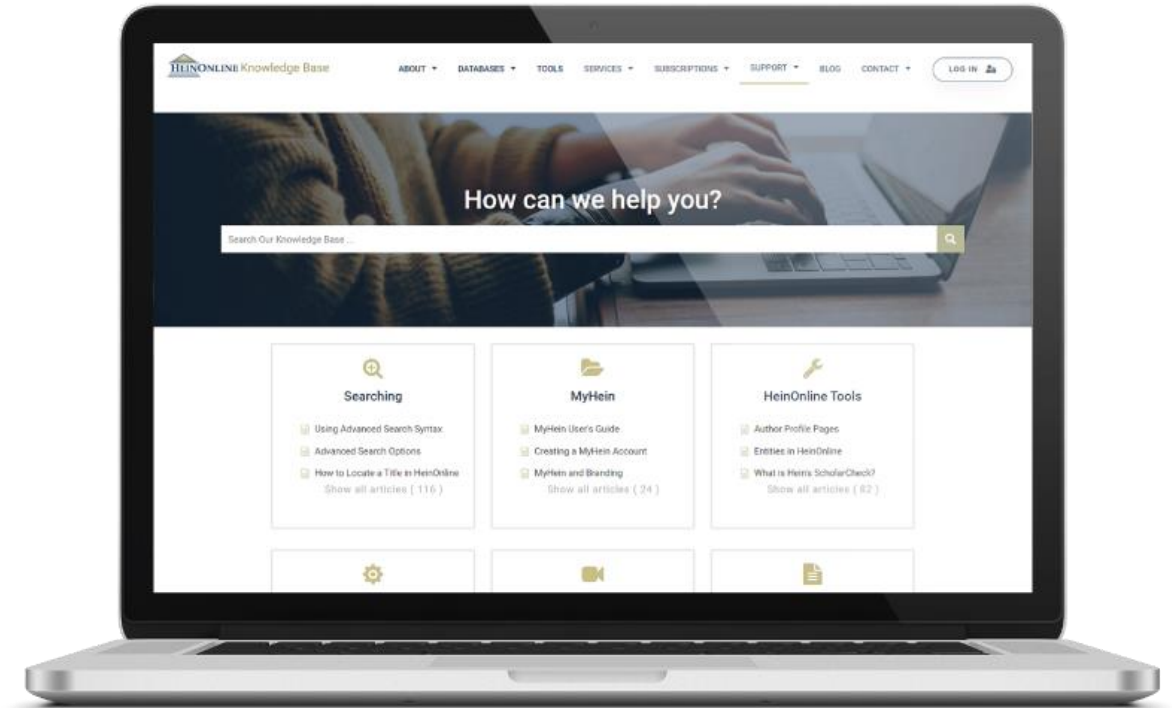 HEINONLINE Knowledge Base
ABOUT DATABASES TOOLS SERVICES SUBSCRIPTIONS SUPPORT BLOG CONTACT LOG IN
How can we help you?
Search Our Knowledge Base ...
Searching
Using Advanced Search Syntax
Advanced Search Options
How to Locate a Title in HeinOnline
Show all articles ( 116 )
MyHein
MyHein User's Guide
Creating a MyHein Account
MyHein and Branding
Show all articles ( 24 )
HeinOnline Tools
Author Profile Pages
Entities in HeinOnline
What is Hein's ScholarCheck?
Show all articles ( 82 )